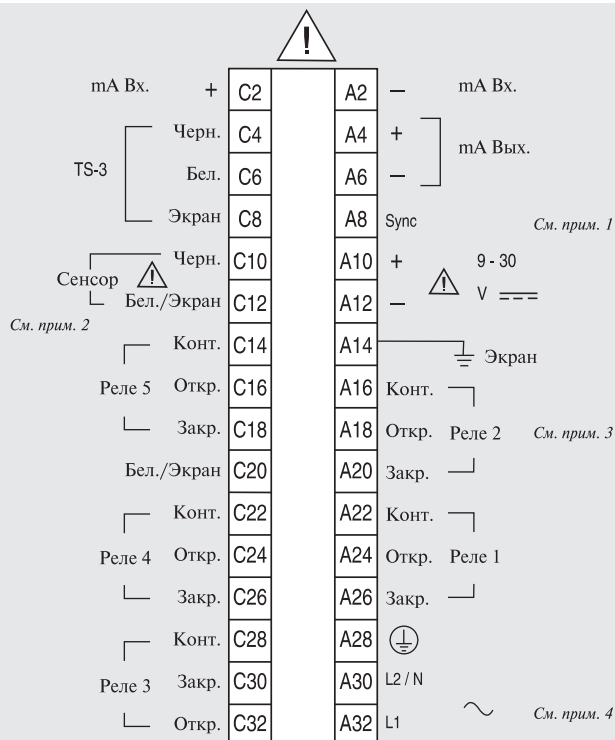 !
mA Вх. + C2 A2 – mA Вх.
Черн. C4 A4 +
TS-3 Бел. C6 A6 – mA Вых.
Экран C8 A8 Sync См. прим. 1
Черн. C10 A10 + 9 - 30
Сенсор ! Бел./Экран C12 A12 – ! V
См. прим. 2
Конт. C14 A14 Экран
Реле 5 Откр. C16 A16 Конт.
Закр. C18 A18 Откр. Реле 2 См. прим. 3
Бел./Экран C20 A20 Закр.
Конт. C22 A22 Конт.
Реле 4 Откр. C24 A24 Откр. Реле 1
Закр. C26 A26 Закр.
Конт. C28 A28
Реле 3 Закр. C30 A30 L2 / N
Откр. C32 A32 L1 См. прим. 4